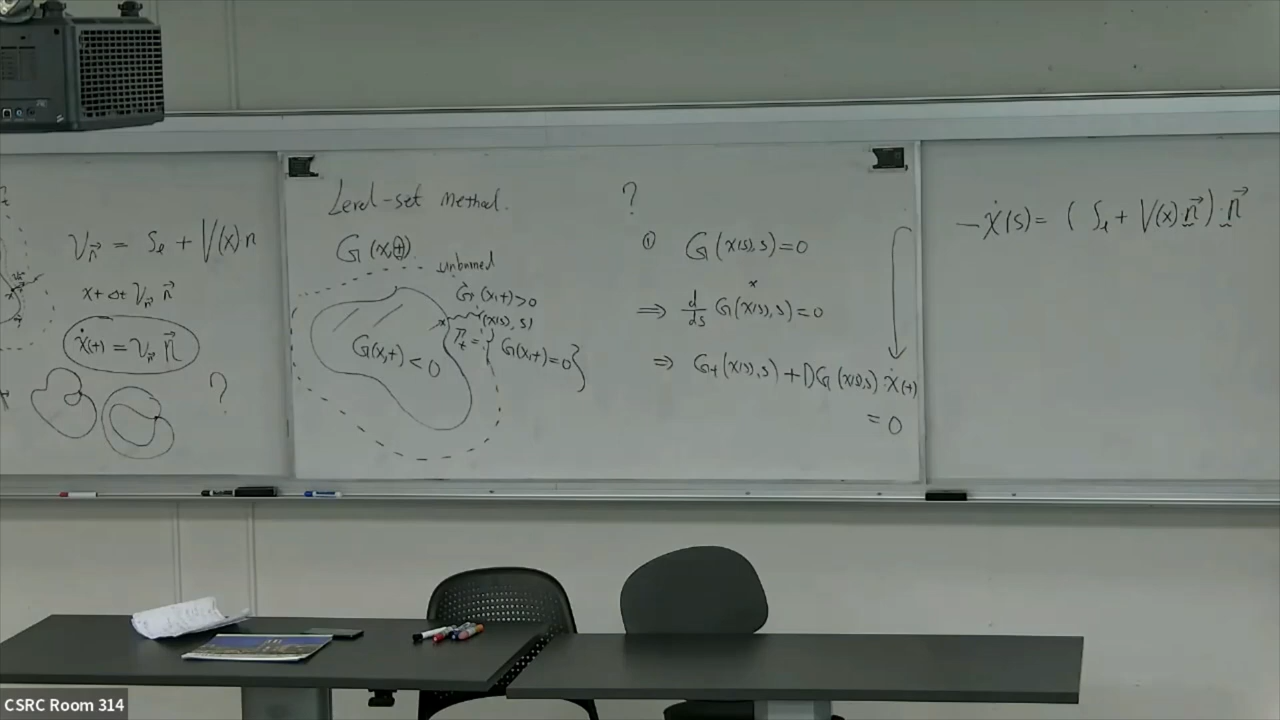 V_n⃗ = S_ℓ + V(x) n
x + Δt V_n⃗ n⃗
ẋ(t) = V_n⃗ n⃗
?
Level-set Method.
G(x,t)
unburned
G(x,t)>0
(x(s), s)
G(x,t)<0
Γ_t = { G(x,t)=0 }
?
① G(x(s),s)=0
⇒ d/ds G(x(s),s)=0
⇒ G_t(x(s),s) + DG(x(s),s)·ẋ(t)
= 0
-ẋ(s) = ( S_ℓ + V(x) n⃗ )·n⃗
CSRC Room 314